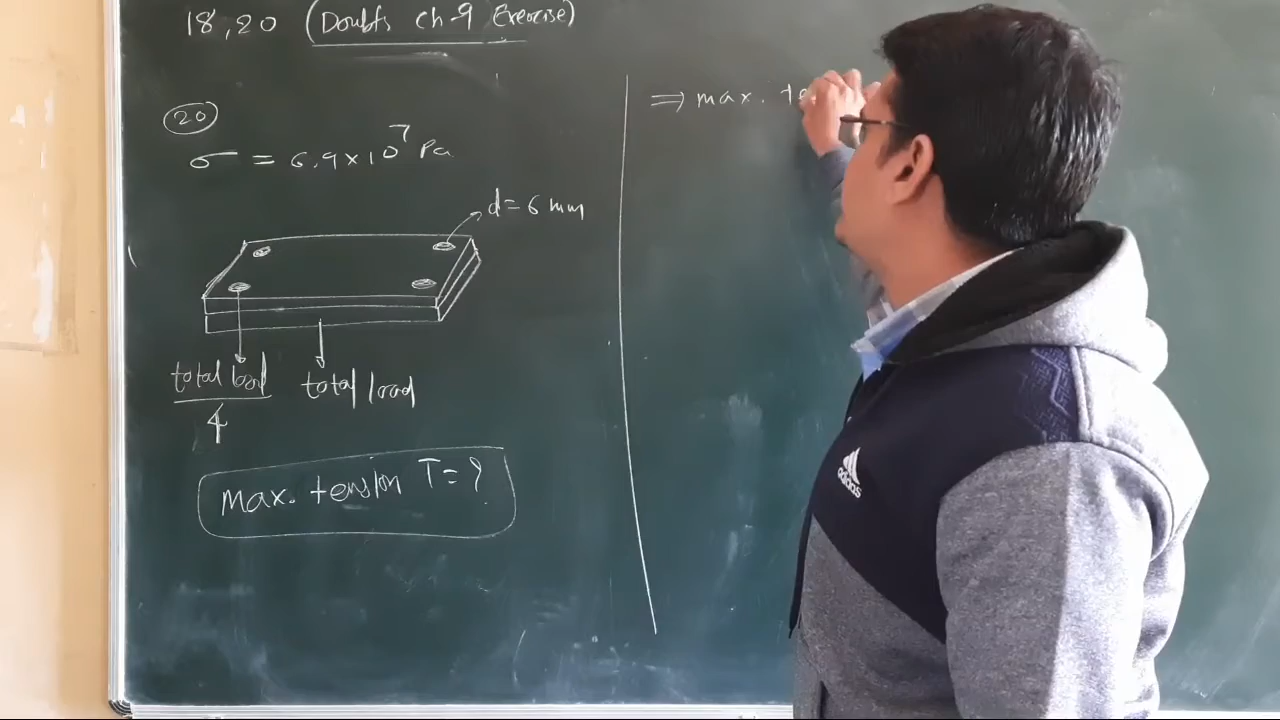 18,20 (Doubts Ch-9 Exercise)
20
σ = 6.9×10⁷ Pa
d = 6 mm
total load
4
total load
max. tension T = ?
⇒ max. te
adidas